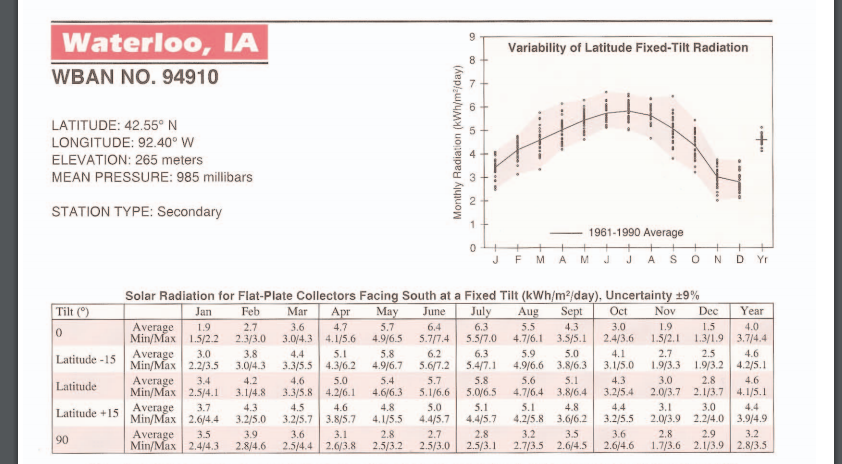 Waterloo, IA
WBAN NO. 94910
LATITUDE: 42.55° N
LONGITUDE: 92.40° W
ELEVATION: 265 meters
MEAN PRESSURE: 985 millibars
STATION TYPE: Secondary
Variability of Latitude Fixed-Tilt Radiation
Monthly Radiation (kWh/m²/day)
9
8
7
6
5
4
3
2
1
0
1961-1990 Average
J F M A M J J A S O N D Yr
Solar Radiation for Flat-Plate Collectors Facing South at a Fixed Tilt (kWh/m²/day), Uncertainty ±9%
Tilt (°) Jan Feb Mar Apr May June July Aug Sept Oct Nov Dec Year
0 Average 1.9 2.7 3.6 4.7 5.7 6.4 6.3 5.5 4.3 3.0 1.9 1.5 4.0
Min/Max 1.5/2.2 2.3/3.0 3.0/4.3 4.1/5.6 4.9/6.5 5.7/7.4 5.5/7.0 4.7/6.1 3.5/5.1 2.4/3.6 1.5/2.1 1.3/1.9 3.7/4.4
Latitude -15 Average 3.0 3.8 4.4 5.1 5.8 6.2 6.3 5.9 5.0 4.1 2.7 2.5 4.6
Min/Max 2.2/3.5 3.0/4.3 3.3/5.5 4.3/6.2 4.9/6.7 5.6/7.2 5.4/7.1 4.9/6.6 3.8/6.3 3.1/5.0 1.9/3.3 1.9/3.2 4.2/5.1
Latitude Average 3.4 4.2 4.6 5.0 5.4 5.7 5.8 5.6 5.1 4.3 3.0 2.8 4.6
Min/Max 2.5/4.1 3.1/4.8 3.3/5.8 4.2/6.1 4.6/6.3 5.1/6.6 5.0/6.5 4.7/6.4 3.8/6.4 3.2/5.4 2.0/3.7 2.1/3.7 4.1/5.1
Latitude +15 Average 3.7 4.3 4.5 4.6 4.8 5.0 5.1 5.1 4.8 4.4 3.1 3.0 4.4
Min/Max 2.6/4.4 3.2/5.0 3.2/5.7 3.8/5.7 4.1/5.5 4.4/5.7 4.4/5.7 4.2/5.8 3.6/6.2 3.2/5.5 2.0/3.9 2.2/4.0 3.9/4.9
90 Average 3.5 3.9 3.6 3.1 2.8 2.7 2.8 3.2 3.5 3.6 2.8 2.9 3.2
Min/Max 2.4/4.3 2.8/4.6 2.5/4.4 2.6/3.8 2.5/3.2 2.5/3.0 2.5/3.1 2.7/3.5 2.6/4.5 2.6/4.6 1.7/3.6 2.1/3.9 2.8/3.5